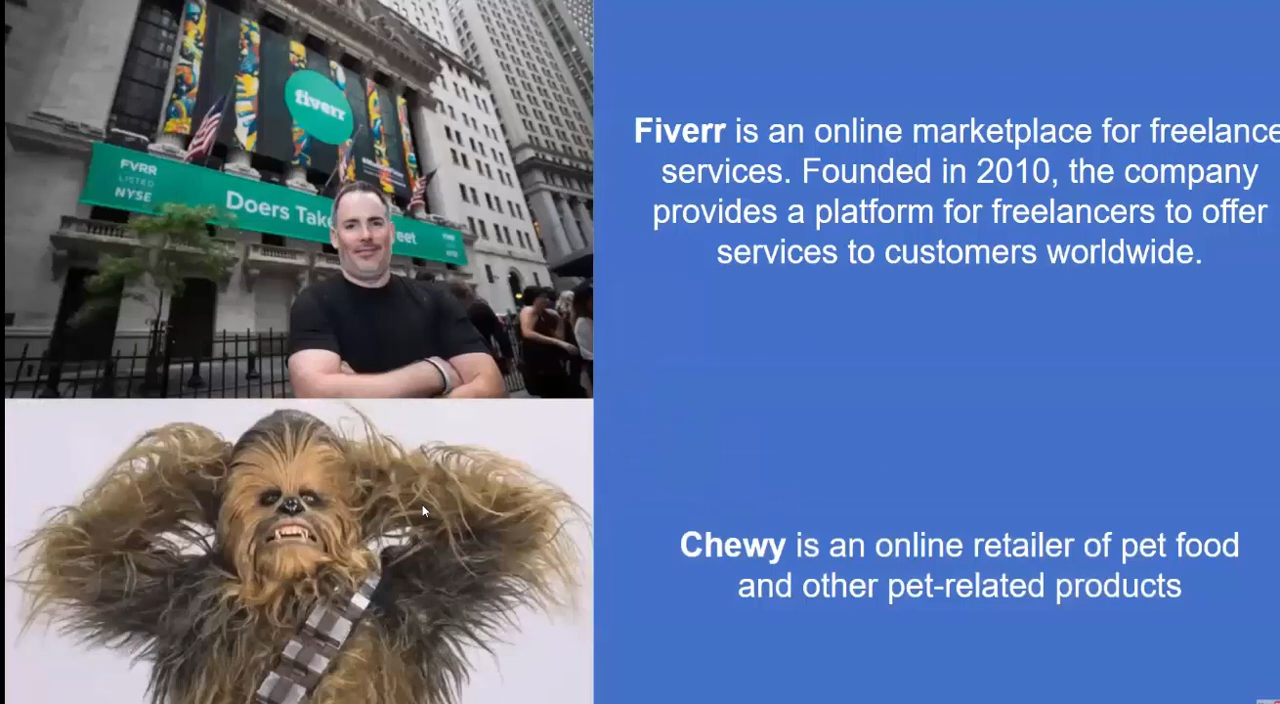 fiverr
FVRR
LISTED
NYSE
Doers Take
eet
Fiverr is an online marketplace for freelance
services. Founded in 2010, the company
provides a platform for freelancers to offer
services to customers worldwide.
Chewy is an online retailer of pet food
and other pet-related products